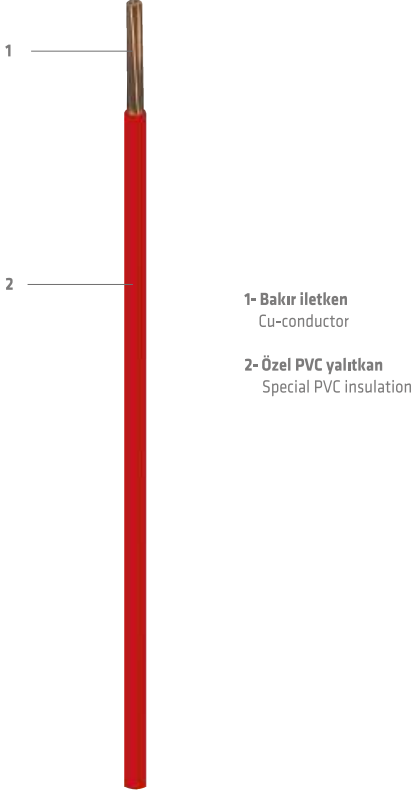 1
2
1- Bakır iletken
Cu-conductor
2- Özel PVC yalıtkan
Special PVC insulation